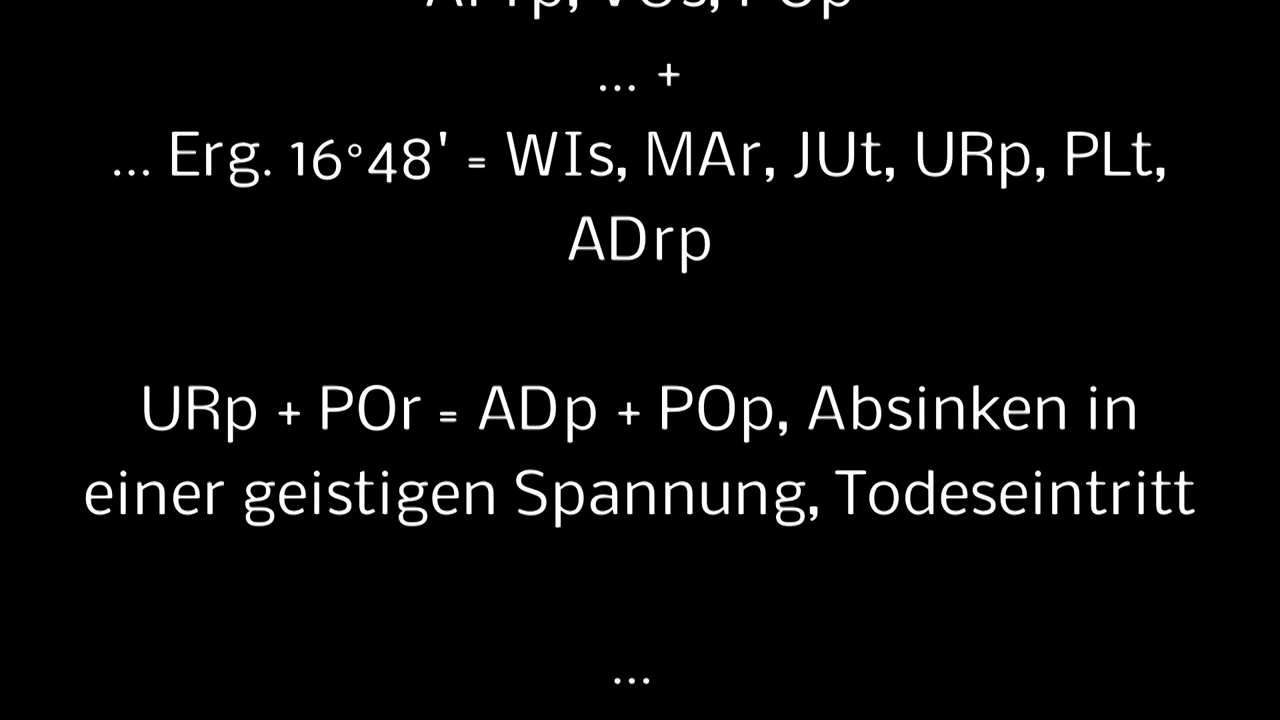 ... +
... Erg. 16°48' = WIs, MAr, JUt, URp, PLt,
ADrp
URp + POr = ADp + POp, Absinken in
einer geistigen Spannung, Todeseintritt
...